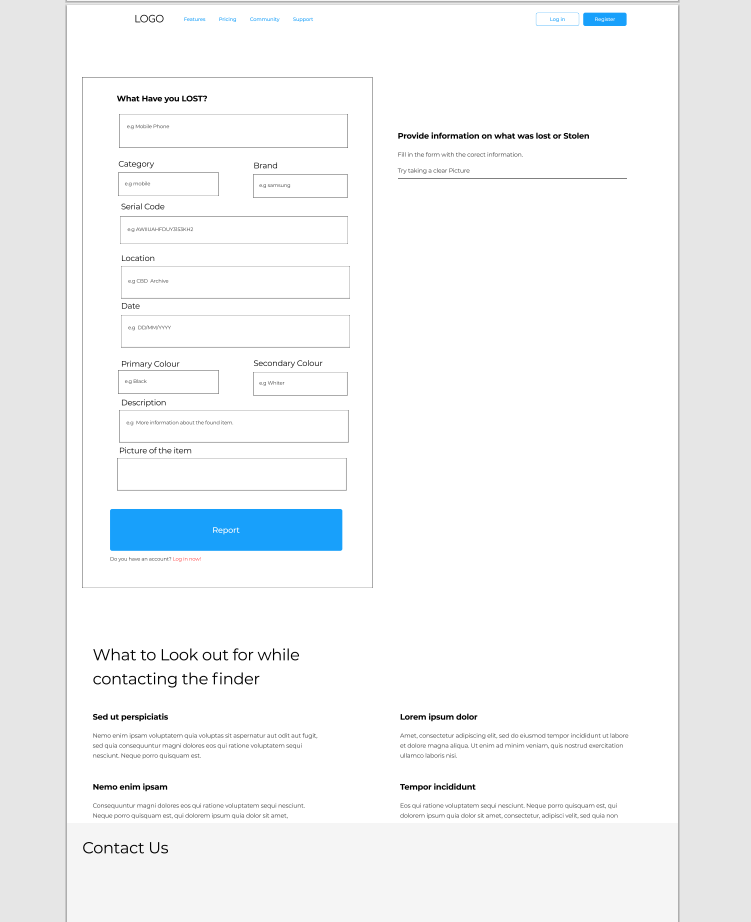 LOGO Features Pricing Community Support Log In Register
What Have you LOST?
e.g Mobile Phone
Category Brand
e.g mobile e.g samsung
Serial Code
Location
e.g CBD Archive
Date
e.g DD/MM/YYYY
Primary Colour Secondary Colour
e.g Black e.g Whiter
Description
e.g More information about the found item.
Picture of the item
Report
Do you have an account? Log in now!
Provide information on what was lost or Stolen
Fill in the form with the corect information.
Try taking a clear Picture
What to Look out for while
contacting the finder
Sed ut perspiciatis
Nemo enim ipsam voluptatem quia voluptas sit aspernatur aut odit aut fugit,
sed quia consequuntur magni dolores eos qui ratione voluptatem sequi
nesciunt. Neque porro quisquam est.
Lorem ipsum dolor
Amet, consectetur adipiscing elit, sed do eiusmod tempor incididunt ut labore
et dolore magna aliqua. Ut enim ad minim veniam, quis nostrud exercitation
ullamco laboris nisi.
Nemo enim ipsam
Consequuntur magni dolores eos qui ratione voluptatem sequi nesciunt.
Neque porro quisquam est, qui dolorem ipsum quia dolor sit amet,
Tempor incididunt
Eos qui ratione voluptatem sequi nesciunt. Neque porro quisquam est, qui
dolorem ipsum quia dolor sit amet, consectetur, adipisci velit, sed quia non
Contact Us